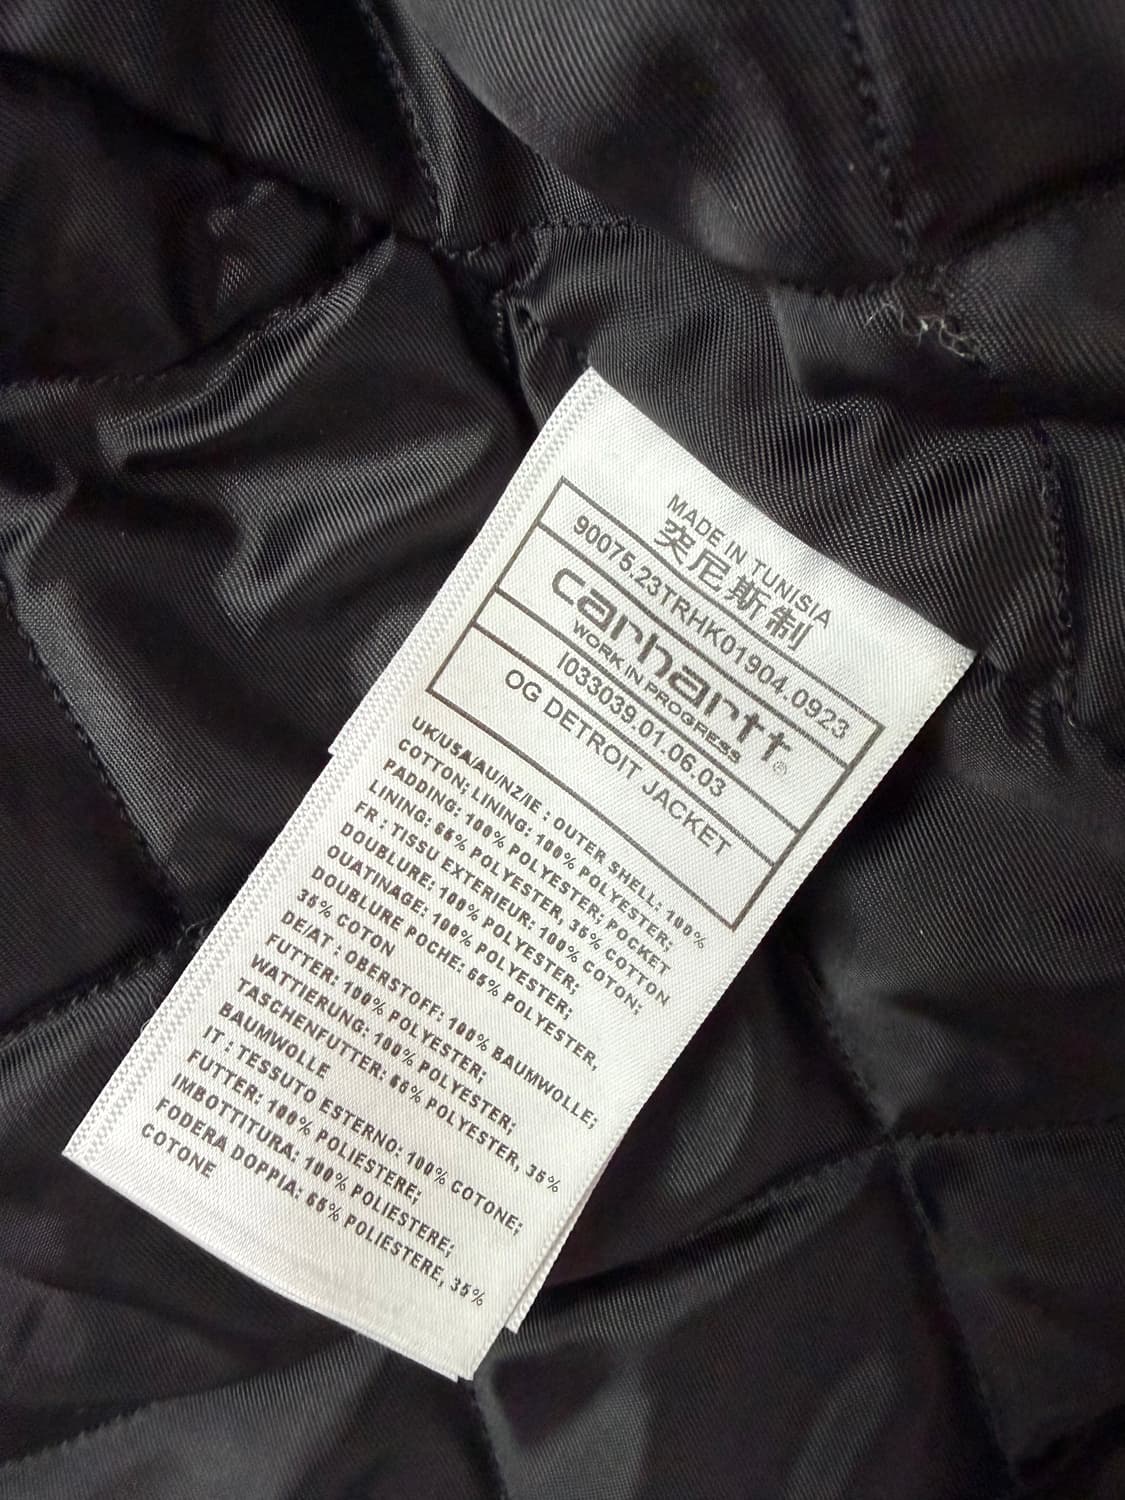 MADE IN TUNISIA
突尼斯制
90075.23TRHK01904.0923
carhartt®
WORK IN PROGRESS
I033039.01.06.03
OG DETROIT JACKET
UK/USA/AU/NZ/IE : OUTER SHELL: 100%
COTTON; LINING: 100% POLYESTER;
PADDING: 100% POLYESTER; POCKET
LINING: 65% POLYESTER, 35% COTTON
FR : TISSU EXTERIEUR: 100% COTON;
DOUBLURE: 100% POLYESTER;
OUATINAGE: 100% POLYESTER;
DOUBLURE POCHE: 65% POLYESTER,
35% COTON
DE/AT : OBERSTOFF: 100% BAUMWOLLE;
FUTTER: 100% POLYESTER;
WATTIERUNG: 100% POLYESTER;
TASCHENFUTTER: 65% POLYESTER, 35%
BAUMWOLLE
IT : TESSUTO ESTERNO: 100% COTONE;
FUTTER: 100% POLIESTERE;
IMBOTTITURA: 100% POLIESTERE;
FODERA DOPPIA: 65% POLIESTERE, 35%
COTONE